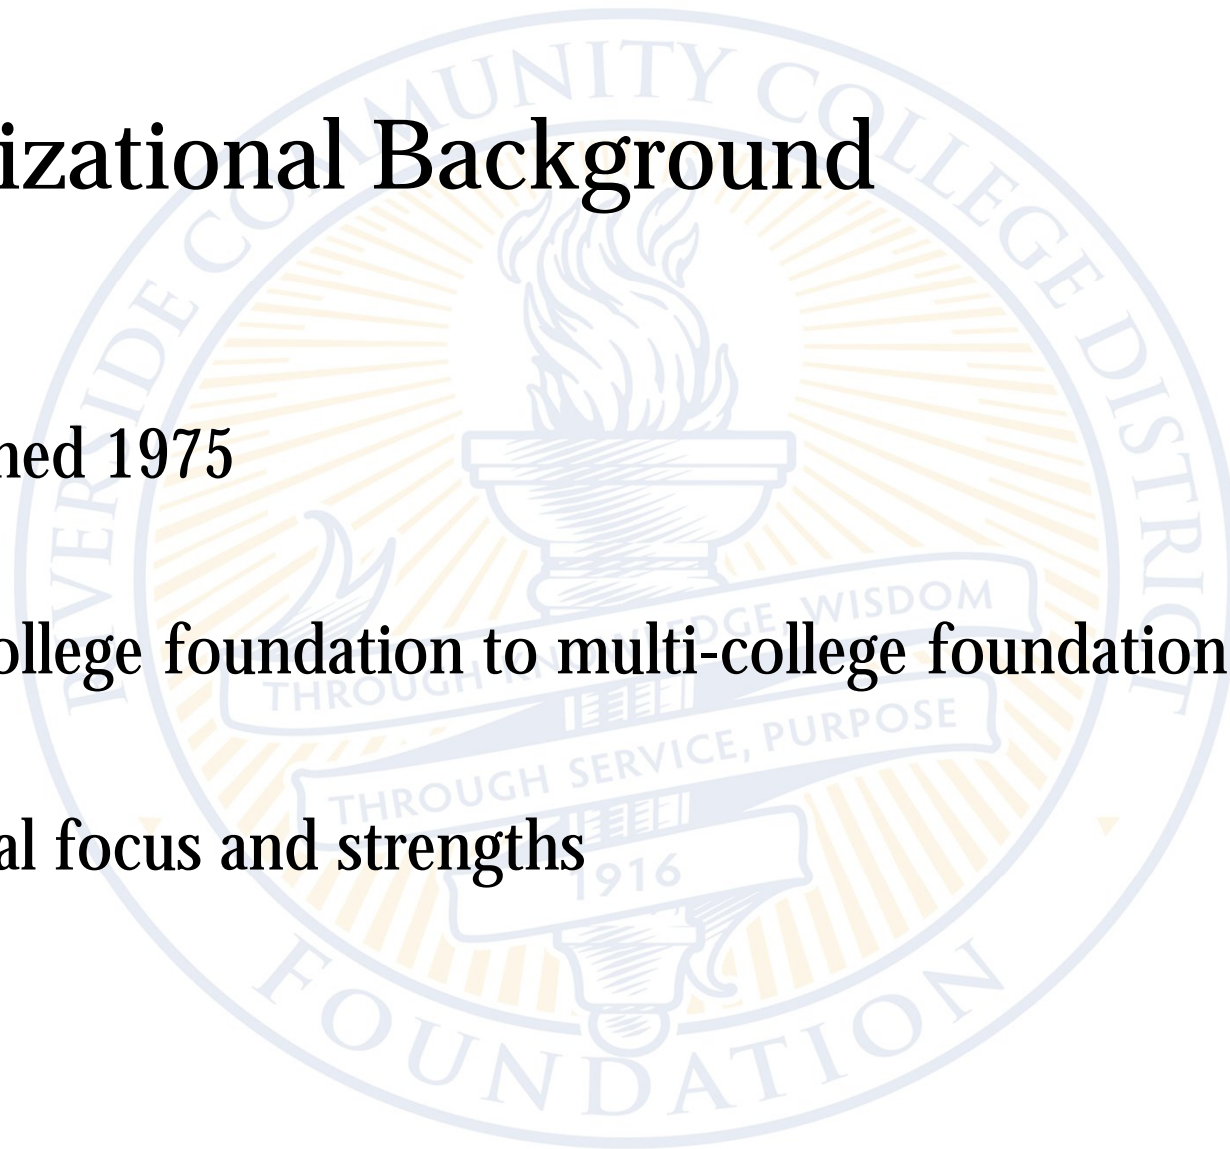 izational Background
ned 1975
ollege foundation to multi-college foundation
al focus and strengths
RIVERSIDE COMMUNITY COLLEGE DISTRICT
THROUGH WISDOM
THROUGH SERVICE, PURPOSE
1916
FOUNDATION